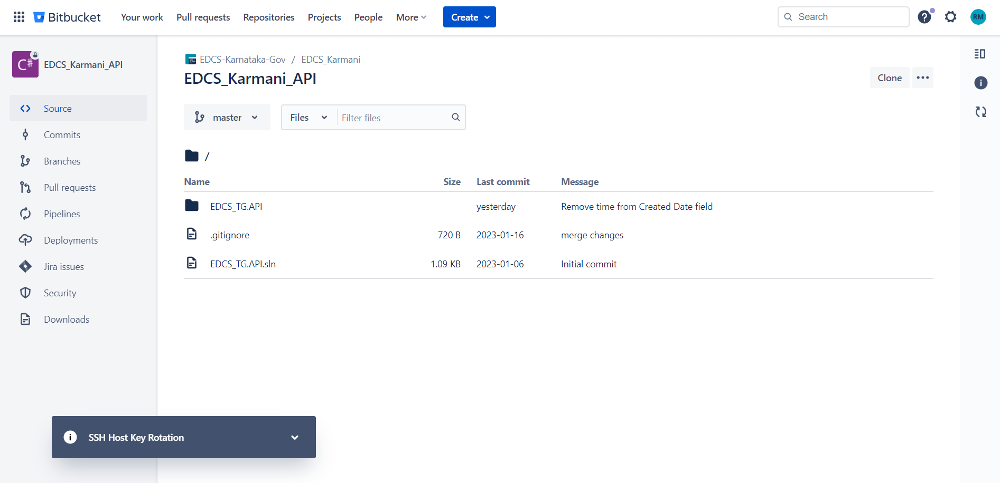 Bitbucket Your work Pull requests Repositories Projects People More Create Search RM
C# EDCS_Karmani_API
Source
Commits
Branches
Pull requests
Pipelines
Deployments
Jira issues
Security
Downloads
EDCS-Karnataka-Gov / EDCS_Karmani
EDCS_Karmani_API
Clone
master Files Filter files
/
Name Size Last commit Message
EDCS_TG.API yesterday Remove time from Created Date field
.gitignore 720 B 2023-01-16 merge changes
EDCS_TG.API.sln 1.09 KB 2023-01-06 Initial commit
SSH Host Key Rotation